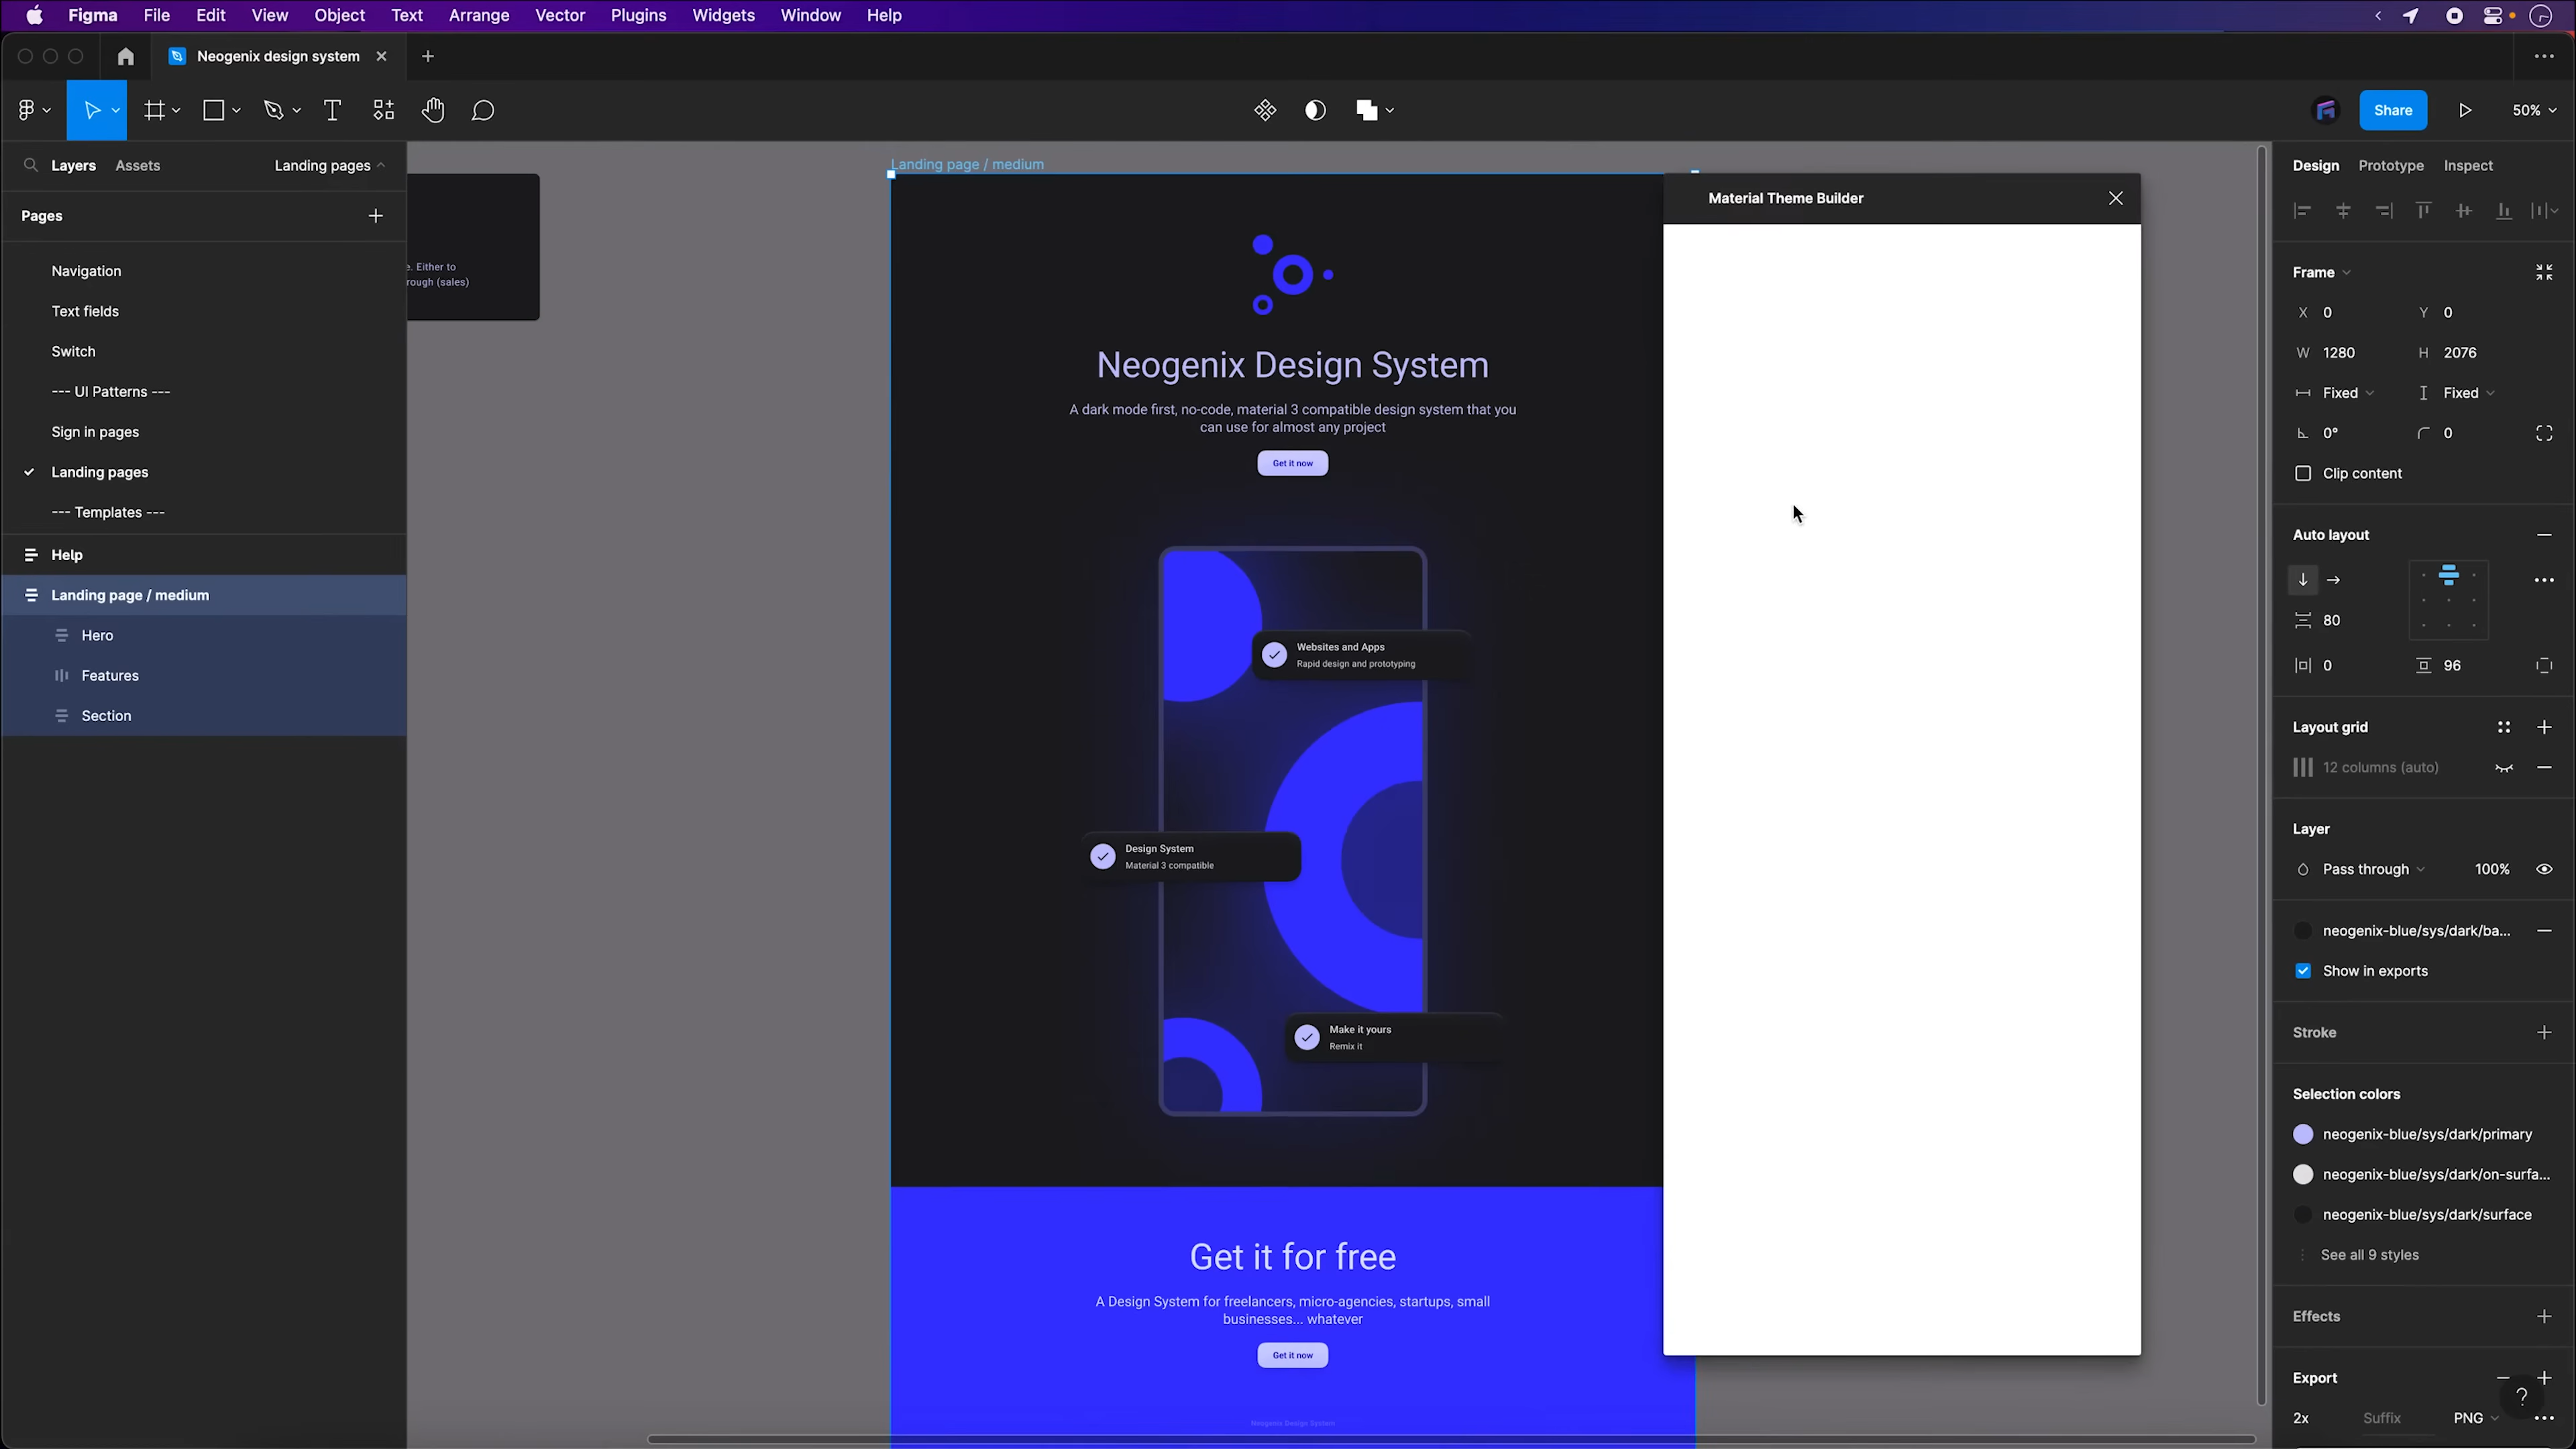 Figma File Edit View Object Text Arrange Vector Plugins Widgets Window Help
Neogenix design system
Share
50%
Layers Assets Landing pages
Pages
Navigation
Text fields
Switch
--- UI Patterns ---
Sign in pages
Landing pages
--- Templates ---
Help
Landing page / medium
Hero
Features
Section
e. Either to
rough (sales)
Landing page / medium
Neogenix Design System
A dark mode first, no-code, material 3 compatible design system that you
can use for almost any project
Get it now
Websites and Apps
Rapid design and prototyping
Design System
Material 3 compatible
Make it yours
Remix it
Get it for free
A Design System for freelancers, micro-agencies, startups, small
businesses... whatever
Get it now
Neogenix Design System
Material Theme Builder
Design Prototype Inspect
Frame
X 0 Y 0
W 1280 H 2076
Fixed Fixed
0° 0
Clip content
Auto layout
80
0 96
Layout grid
12 columns (auto)
Layer
Pass through 100%
neogenix-blue/sys/dark/ba...
Show in exports
Stroke
Selection colors
neogenix-blue/sys/dark/primary
neogenix-blue/sys/dark/on-surfa...
neogenix-blue/sys/dark/surface
See all 9 styles
Effects
Export
?
2x Suffix PNG